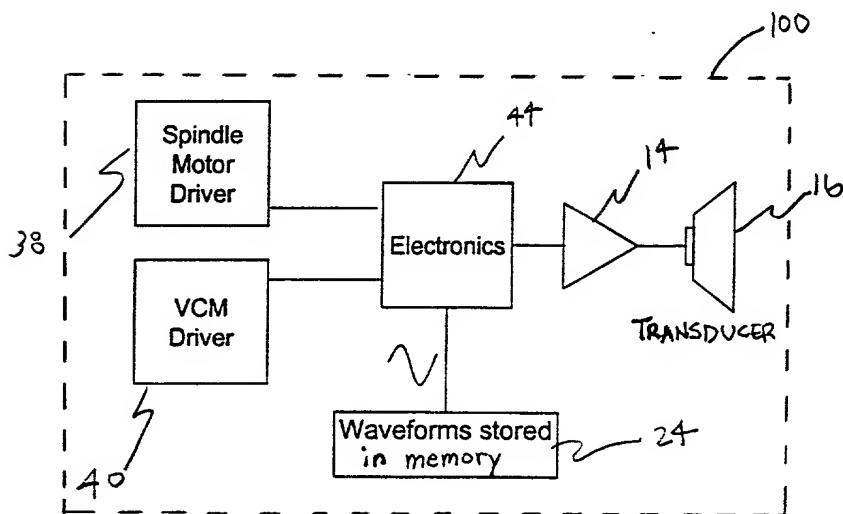 100
Spindle
Motor
Driver
44
14
16
38
Electronics
VCM
Driver
TRANSDUCER
Waveforms stored
in memory
24
40